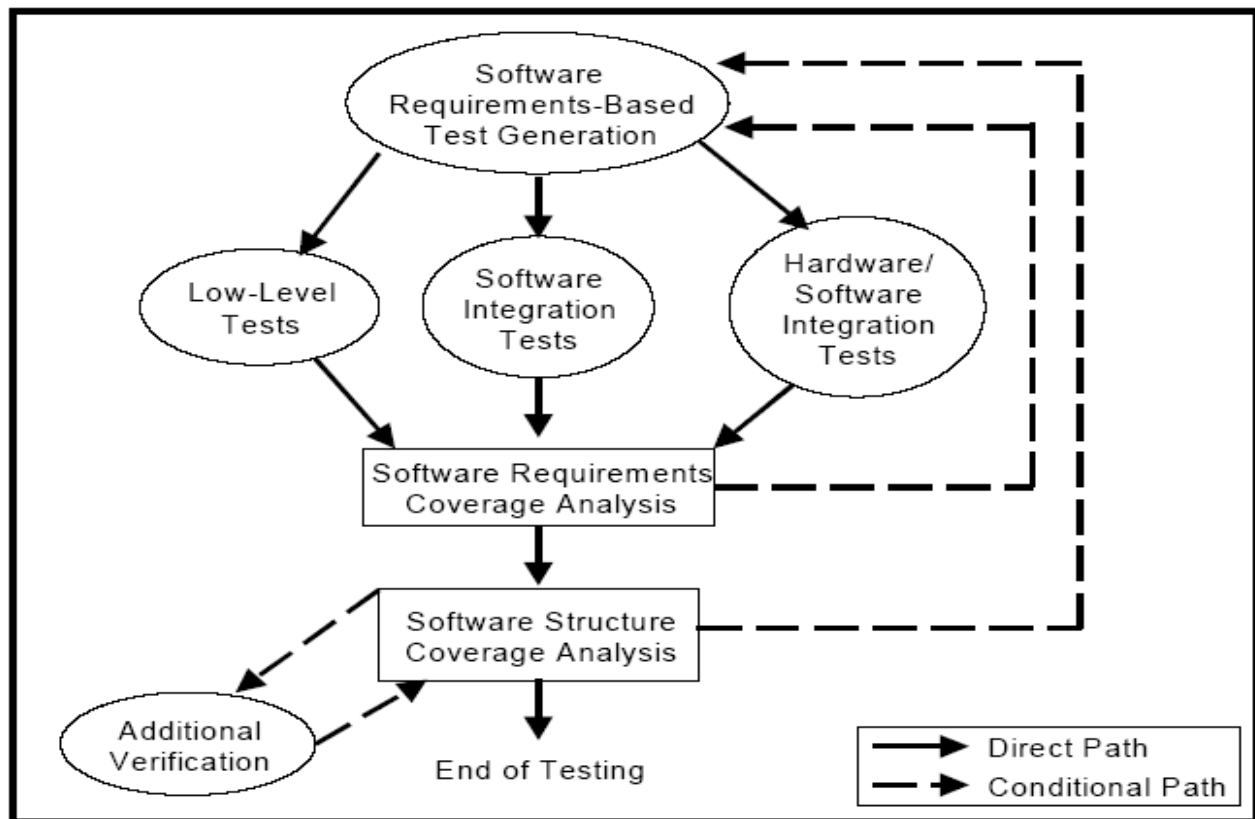 Software
Requirements-Based
Test Generation
Low-Level
Tests
Software
Integration
Tests
Hardware/
Software
Integration
Tests
Software Requirements
Coverage Analysis
Software Structure
Coverage Analysis
Additional
Verification
End of Testing
Direct Path
Conditional Path